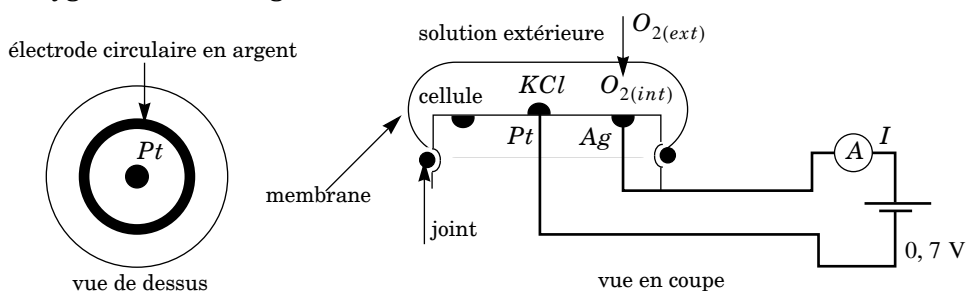 électrode circulaire en argent
Pt
vue de dessus
solution extérieure
O2(ext)
cellule
KCl
O2(int)
Pt
Ag
A
I
membrane
joint
0, 7 V
vue en coupe